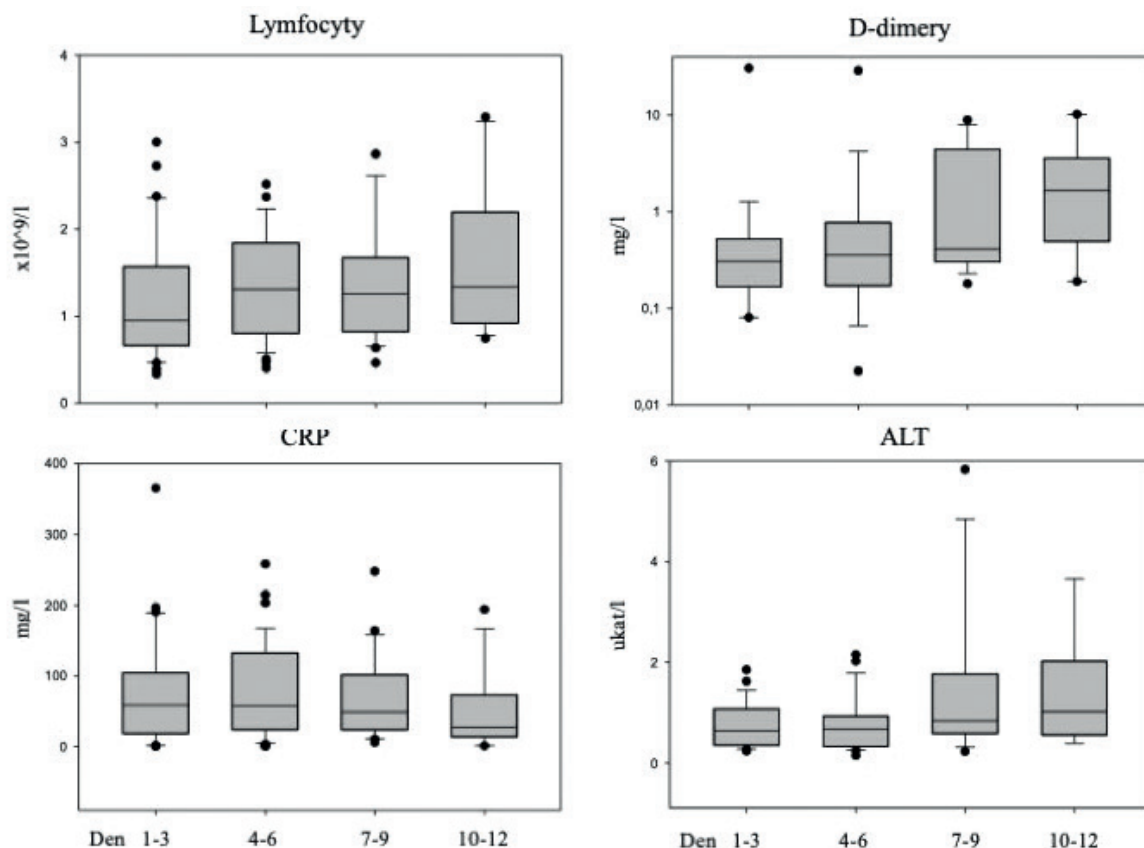 Lymfocyty
4
3
2
1
0
x10^9/l
D-dimery
10
1
0,1
0,01
mg/l
CRP
400
300
200
100
0
mg/l
Den 1-3 4-6 7-9 10-12
ALT
6
4
2
0
ukat/l
Den 1-3 4-6 7-9 10-12